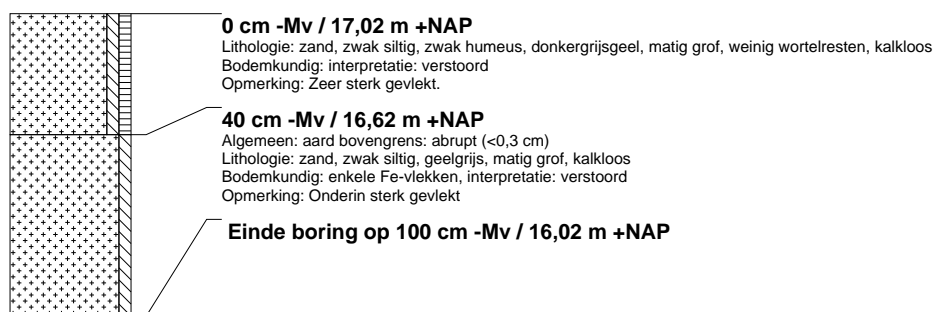 0 cm -Mv / 17,02 m +NAP
Lithologie: zand, zwak siltig, zwak humeus, donkergrijsgeel, matig grof, weinig wortelresten, kalkloos
Bodemkundig: interpretatie: verstoord
Opmerking: Zeer sterk gevlekt.
40 cm -Mv / 16,62 m +NAP
Algemeen: aard bovengrens: abrupt (<0,3 cm)
Lithologie: zand, zwak siltig, geelgrijs, matig grof, kalkloos
Bodemkundig: enkele Fe-vlekken, interpretatie: verstoord
Opmerking: Onderin sterk gevlekt
Einde boring op 100 cm -Mv / 16,02 m +NAP